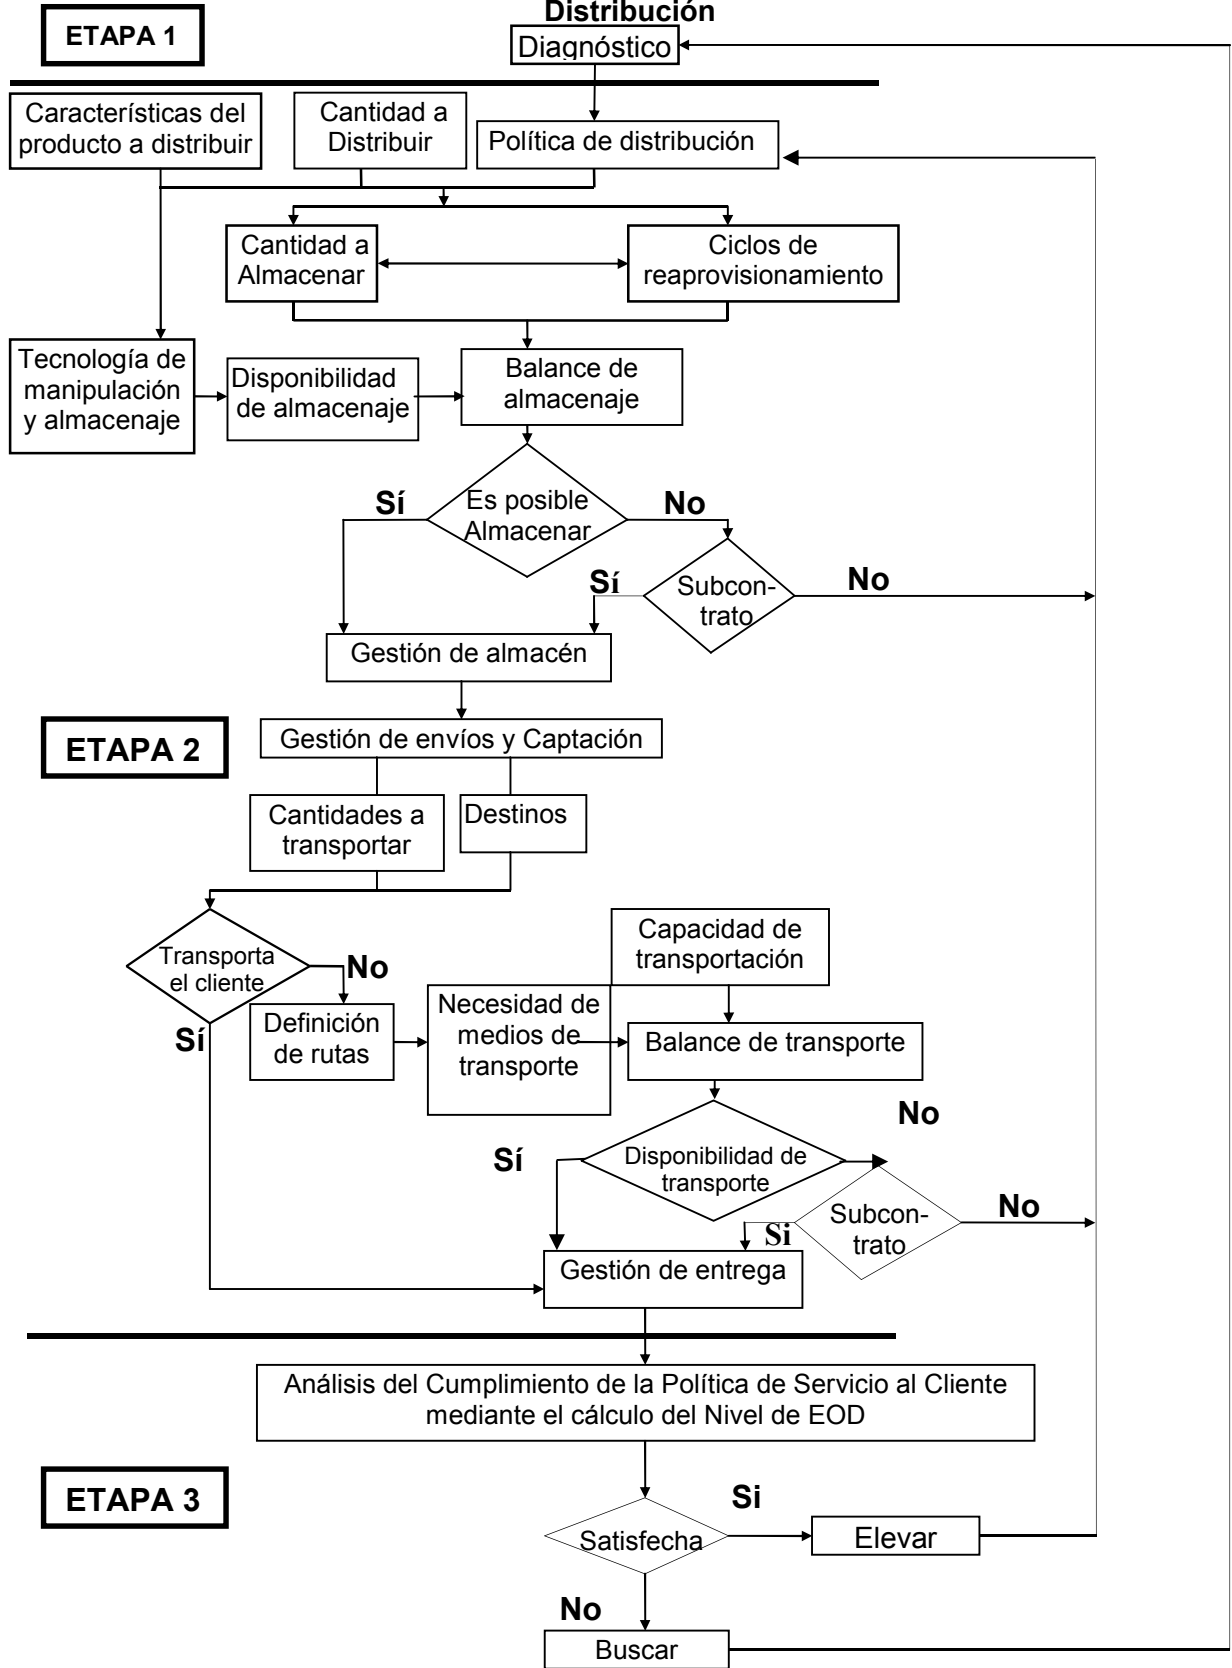 Distribución
ETAPA 1
Diagnóstico
Características del
producto a distribuir
Cantidad a
Distribuir
Política de distribución
Cantidad a
Almacenar
Ciclos de
reaprovisionamiento
Tecnología de
manipulación
y almacenaje
Disponibilidad
de almacenaje
Balance de
almacenaje
Sí
Es posible
Almacenar
No
Sí
Subcon-
trato
No
Gestión de almacén
ETAPA 2
Gestión de envíos y Captación
Cantidades a
transportar
Destinos
Transporta
el cliente
No
Sí
Capacidad de
transportación
Definición
de rutas
Necesidad de
medios de
transporte
Balance de transporte
No
Sí
Disponibilidad de
transporte
Si
Subcon-
trato
No
Gestión de entrega
Análisis del Cumplimiento de la Política de Servicio al Cliente
mediante el cálculo del Nivel de EOD
ETAPA 3
Si
Satisfecha
Elevar
No
Buscar